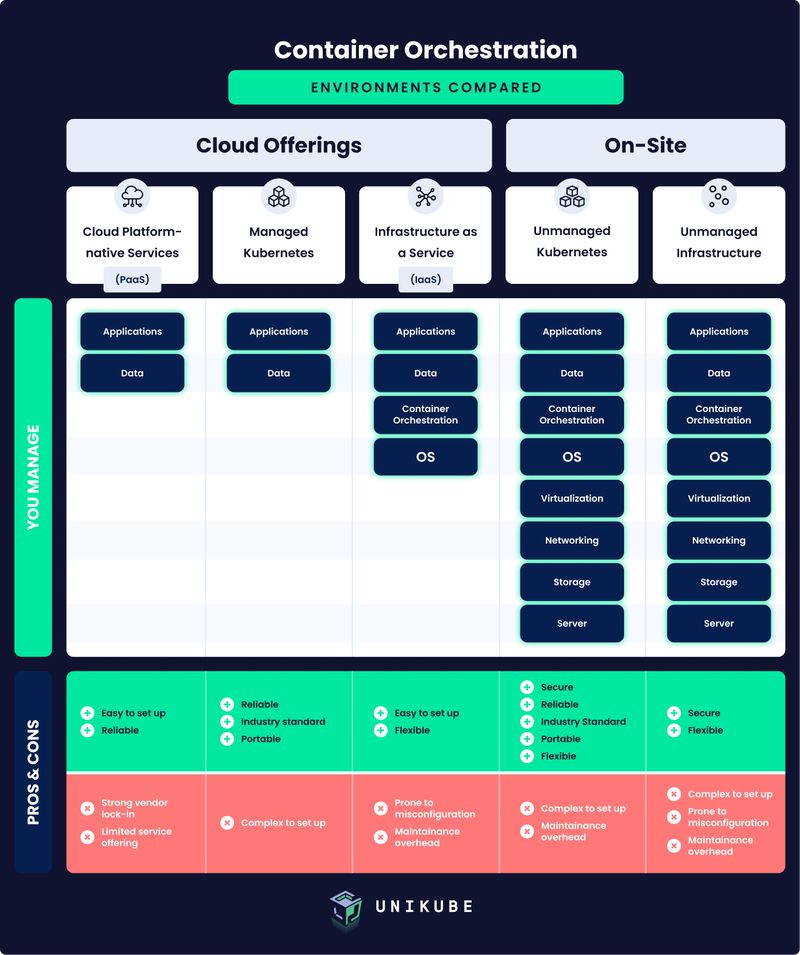 Container Orchestration
ENVIRONMENTS COMPARED
Cloud Offerings
On-Site
Cloud Platform-
native Services
(PaaS)
Managed
Kubernetes
Infrastructure as
a Service
(IaaS)
Unmanaged
Kubernetes
Unmanaged
Infrastructure
YOU MANAGE
Applications
Data
Applications
Data
Applications
Data
Container
Orchestration
OS
Applications
Data
Container
Orchestration
OS
Virtualization
Networking
Storage
Server
Applications
Data
Container
Orchestration
OS
Virtualization
Networking
Storage
Server
PROS & CONS
Easy to set up
Reliable
Reliable
Industry standard
Portable
Easy to set up
Flexible
Secure
Reliable
Industry Standard
Portable
Flexible
Secure
Flexible
Strong vendor
lock-in
Limited service
offering
Complex to set up
Prone to
misconfiguration
Maintainance
overhead
Complex to set up
Maintainance
overhead
Complex to set up
Prone to
misconfiguration
Maintainance
overhead
UNIKUBE